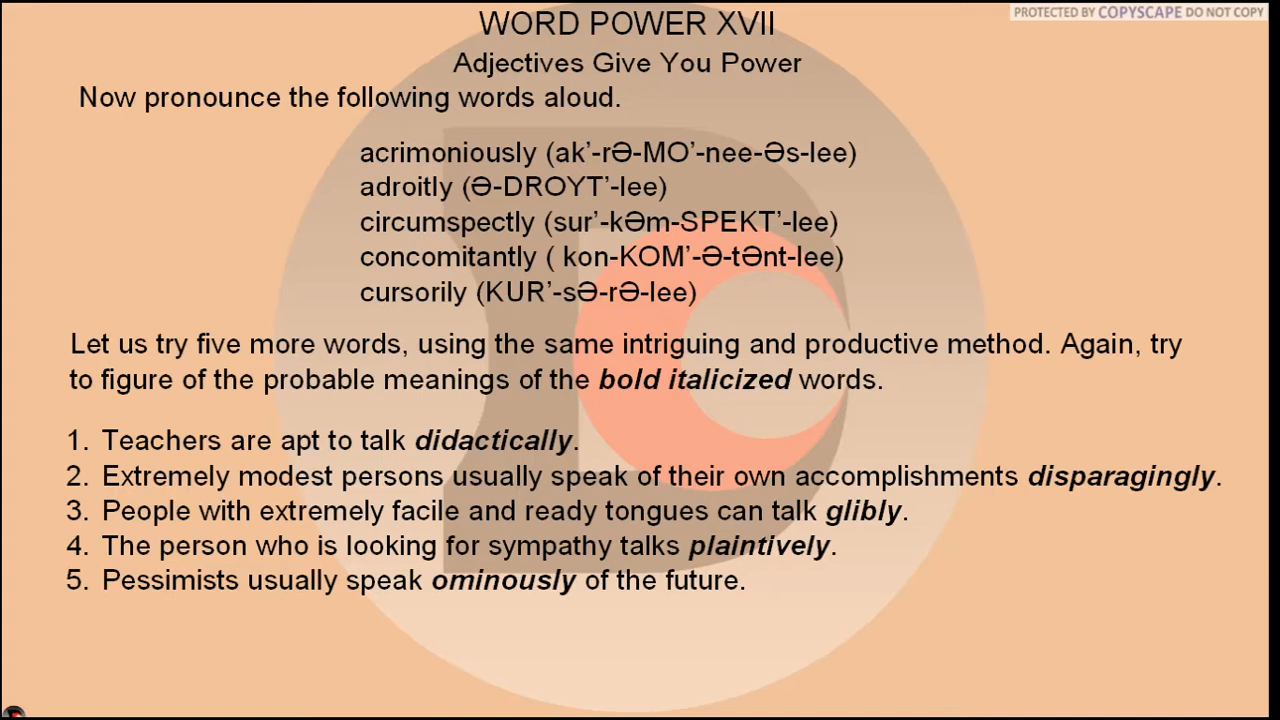 PROTECTED BY COPYSCAPE DO NOT COPY
WORD POWER XVII
Adjectives Give You Power
Now pronounce the following words aloud.
acrimoniously (ak’-rƏ-MO’-nee-Əs-lee)
adroitly (Ə-DROYT’-lee)
circumspectly (sur’-kƏm-SPEKT’-lee)
concomitantly ( kon-KOM’-Ə-tƏnt-lee)
cursorily (KUR’-sƏ-rƏ-lee)
Let us try five more words, using the same intriguing and productive method. Again, try
to figure of the probable meanings of the bold italicized words.
1. Teachers are apt to talk didactically.
2. Extremely modest persons usually speak of their own accomplishments disparagingly.
3. People with extremely facile and ready tongues can talk glibly.
4. The person who is looking for sympathy talks plaintively.
5. Pessimists usually speak ominously of the future.